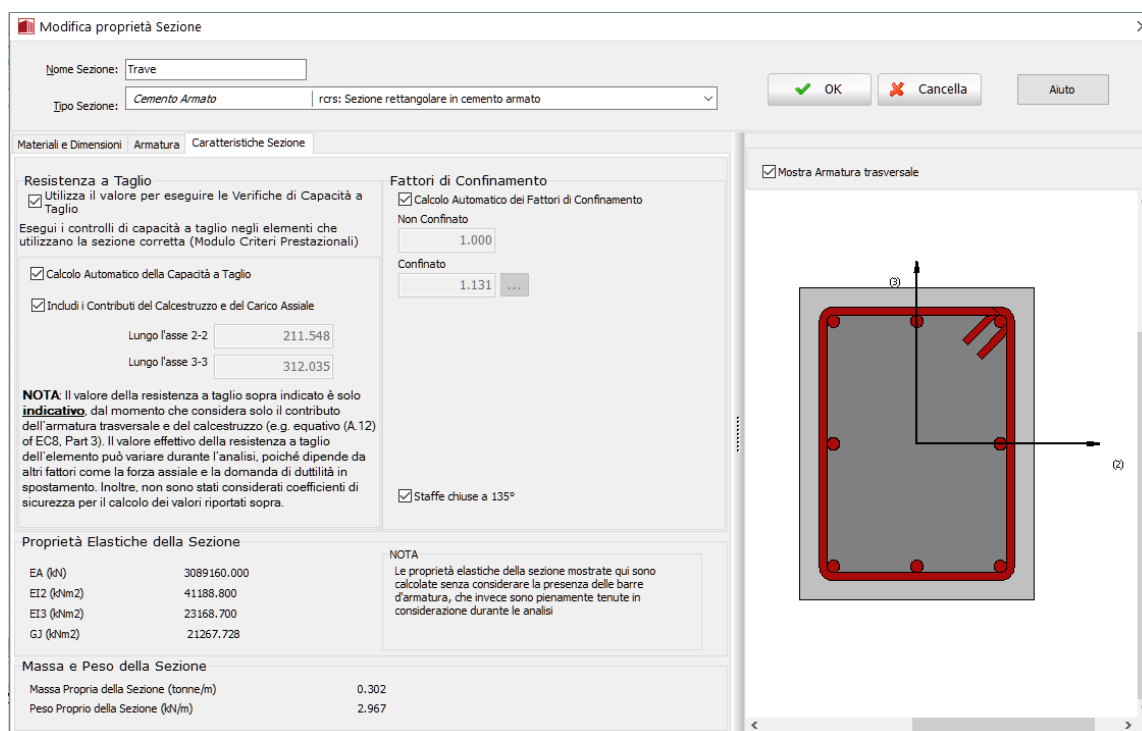 Modifica proprietà Sezione
Nome Sezione: Trave
Tipo Sezione: Cemento Armato rcrs: Sezione rettangolare in cemento armato
OK
Cancella
Aiuto
Materiali e Dimensioni Armatura Caratteristiche Sezione
Resistenza a Taglio
Utilizza il valore per eseguire le Verifiche di Capacità a
Taglio
Esegui i controlli di capacità a taglio negli elementi che
utilizzano la sezione corretta (Modulo Criteri Prestazionali)
Calcolo Automatico della Capacità a Taglio
Includi i Contributi del Calcestruzzo e del Carico Assiale
Lungo l'asse 2-2 211.548
Lungo l'asse 3-3 312.035
NOTA: Il valore della resistenza a taglio sopra indicato è solo
indicativo, dal momento che considera solo il contributo
dell'armatura trasversale e del calcestruzzo (e.g. equativo (A.12)
of EC8, Part 3). Il valore effettivo della resistenza a taglio
dell'elemento può variare durante l'analisi, poiché dipende da
altri fattori come la forza assiale e la domanda di duttilità in
spostamento. Inoltre, non sono stati considerati coefficienti di
sicurezza per il calcolo dei valori riportati sopra.
Fattori di Confinamento
Calcolo Automatico dei Fattori di Confinamento
Non Confinato
1.000
Confinato
1.131 ...
Staffe chiuse a 135°
Mostra Armatura trasversale
(3)
(2)
Proprietà Elastiche della Sezione
EA (kN) 3089160.000
EI2 (kNm2) 41188.800
EI3 (kNm2) 23168.700
GJ (kNm2) 21267.728
NOTA
Le proprietà elastiche della sezione mostrate qui sono
calcolate senza considerare la presenza delle barre
d'armatura, che invece sono pienamente tenute in
considerazione durante le analisi
Massa e Peso della Sezione
Massa Propria della Sezione (tonne/m) 0.302
Peso Proprio della Sezione (kN/m) 2.967